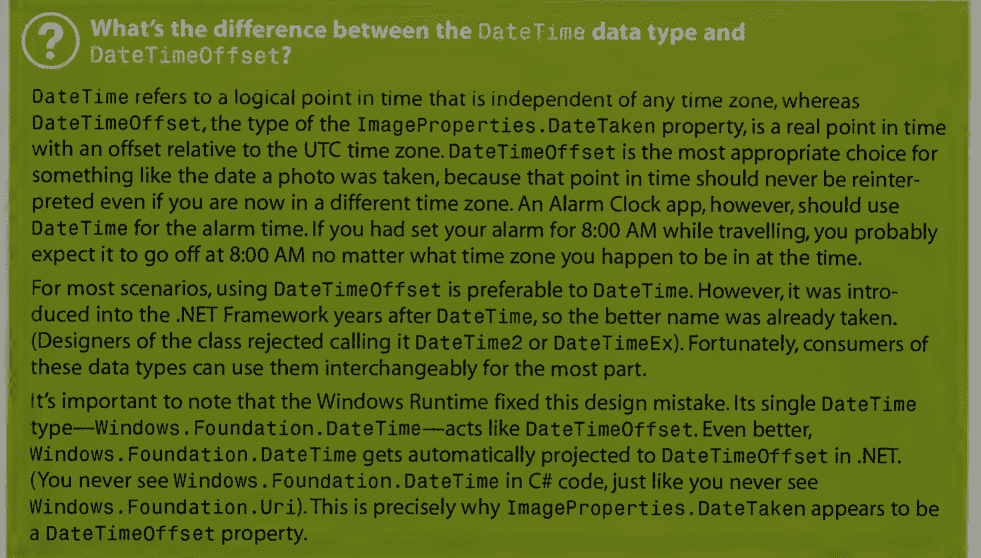 ?
What's the difference between the DateTime data type and
DateTimeOffset?
DateTime refers to a logical point in time that is independent of any time zone, whereas
DateTimeOffset, the type of the ImageProperties.DateTaken property, is a real point in time
with an offset relative to the UTC time zone. DateTimeOffset is the most appropriate choice for
something like the date a photo was taken, because that point in time should never be reinter-
preted even if you are now in a different time zone. An Alarm Clock app, however, should use
DateTime for the alarm time. If you had set your alarm for 8:00 AM while travelling, you probably
expect it to go off at 8:00 AM no matter what time zone you happen to be in at the time.
For most scenarios, using DateTimeOffset is preferable to DateTime. However, it was intro-
duced into the .NET Framework years after DateTime, so the better name was already taken.
(Designers of the class rejected calling it DateTime2 or DateTimeEx). Fortunately, consumers of
these data types can use them interchangeably for the most part.
It's important to note that the Windows Runtime fixed this design mistake. Its single DateTime
type—Windows.Foundation.DateTime—acts like DateTimeOffset. Even better,
Windows.Foundation.DateTime gets automatically projected to DateTimeOffset in .NET.
(You never see Windows.Foundation.DateTime in C# code, just like you never see
Windows.Foundation.Uri). This is precisely why ImageProperties.DateTaken appears to be
a DateTimeOffset property.